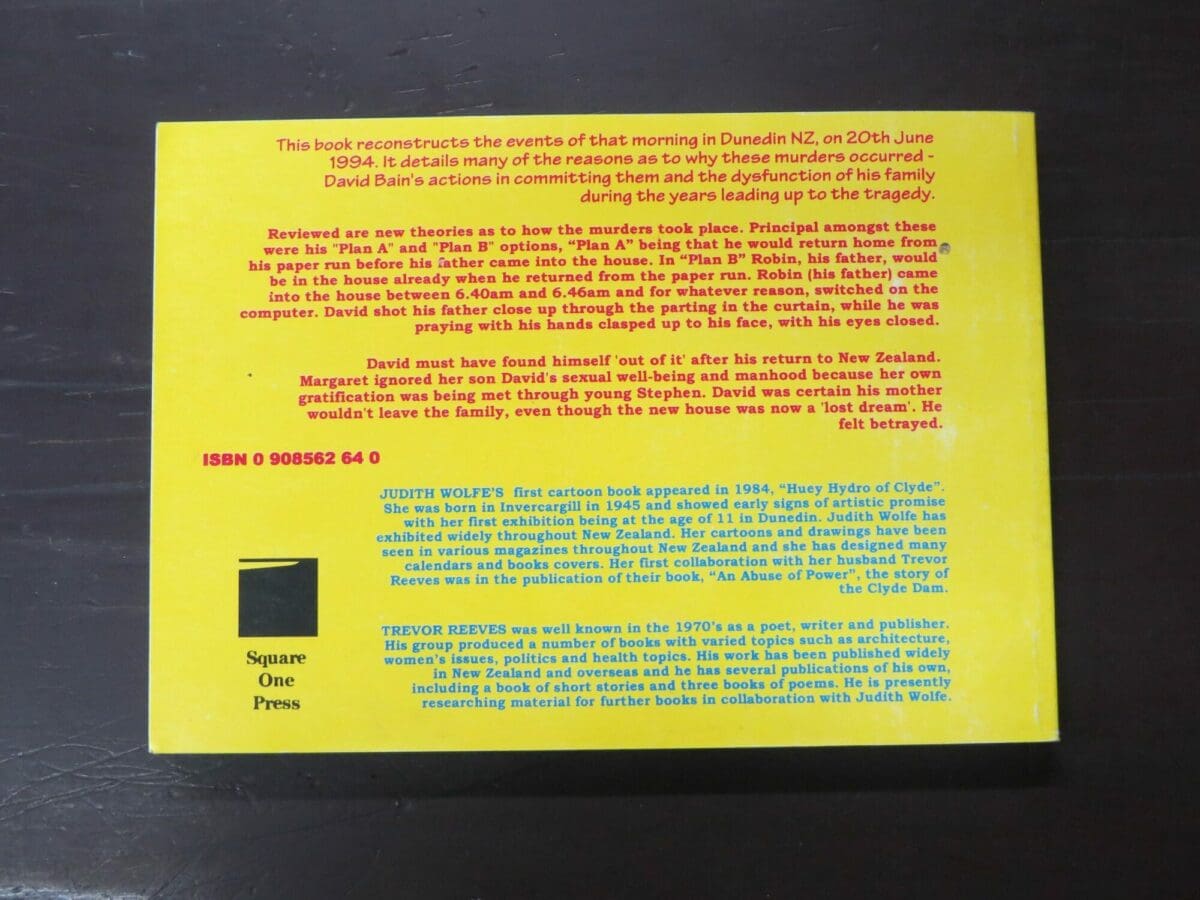 This book reconstructs the events of that morning in Dunedin NZ, on 20th June
1994. It details many of the reasons as to why these murders occurred -
David Bain's actions in committing them and the dysfunction of his family
during the years leading up to the tragedy.
Reviewed are new theories as to how the murders took place. Principal amongst these
were his "Plan A" and "Plan B" options, “Plan A” being that he would return home from
his paper run before his father came into the house. In “Plan B” Robin, his father, would
be in the house already when he returned from the paper run. Robin (his father) came
into the house between 6.40am and 6.46am and for whatever reason, switched on the
computer. David shot his father close up through the parting in the curtain, while he was
praying with his hands clasped up to his face, with his eyes closed.
David must have found himself 'out of it' after his return to New Zealand.
Margaret ignored her son David's sexual well-being and manhood because her own
gratification was being met through young Stephen. David was certain his mother
wouldn't leave the family, even though the new house was now a 'lost dream'. He
felt betrayed.
ISBN 0 908562 64 0
JUDITH WOLFE'S first cartoon book appeared in 1984, “Huey Hydro of Clyde”.
She was born in Invercargill in 1945 and showed early signs of artistic promise
with her first exhibition being at the age of 11 in Dunedin. Judith Wolfe has
exhibited widely throughout New Zealand. Her cartoons and drawings have been
seen in various magazines throughout New Zealand and she has designed many
calendars and books covers. Her first collaboration with her husband Trevor
Reeves was in the publication of their book, “An Abuse of Power”, the story of
the Clyde Dam.
TREVOR REEVES was well known in the 1970's as a poet, writer and publisher.
His group produced a number of books with varied topics such as architecture,
women's issues, politics and health topics. His work has been published widely
in New Zealand and overseas and he has several publications of his own,
including a book of short stories and three books of poems. He is presently
researching material for further books in collaboration with Judith Wolfe.
Square
One
Press